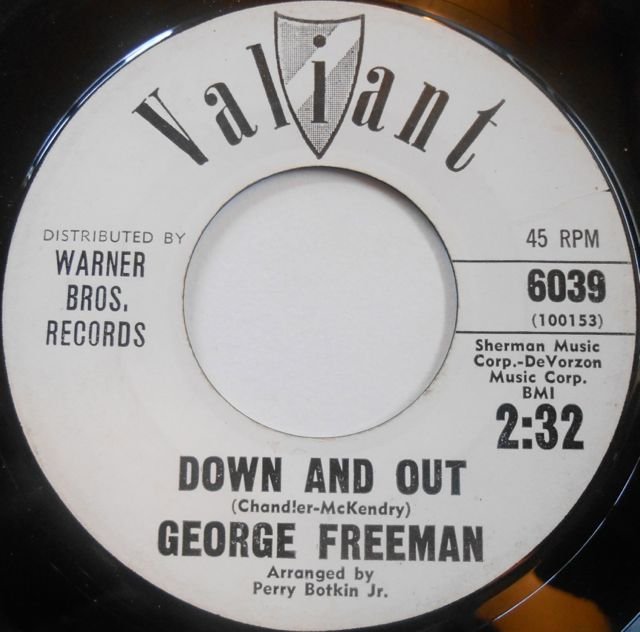 Valiant
DISTRIBUTED BY
WARNER
BROS.
RECORDS
45 RPM
6039
(100153)
Sherman Music
Corp.-DeVorzon
Music Corp.
BMI
2:32
DOWN AND OUT
(Chandler-McKendry)
GEORGE FREEMAN
Arranged by
Perry Botkin Jr.